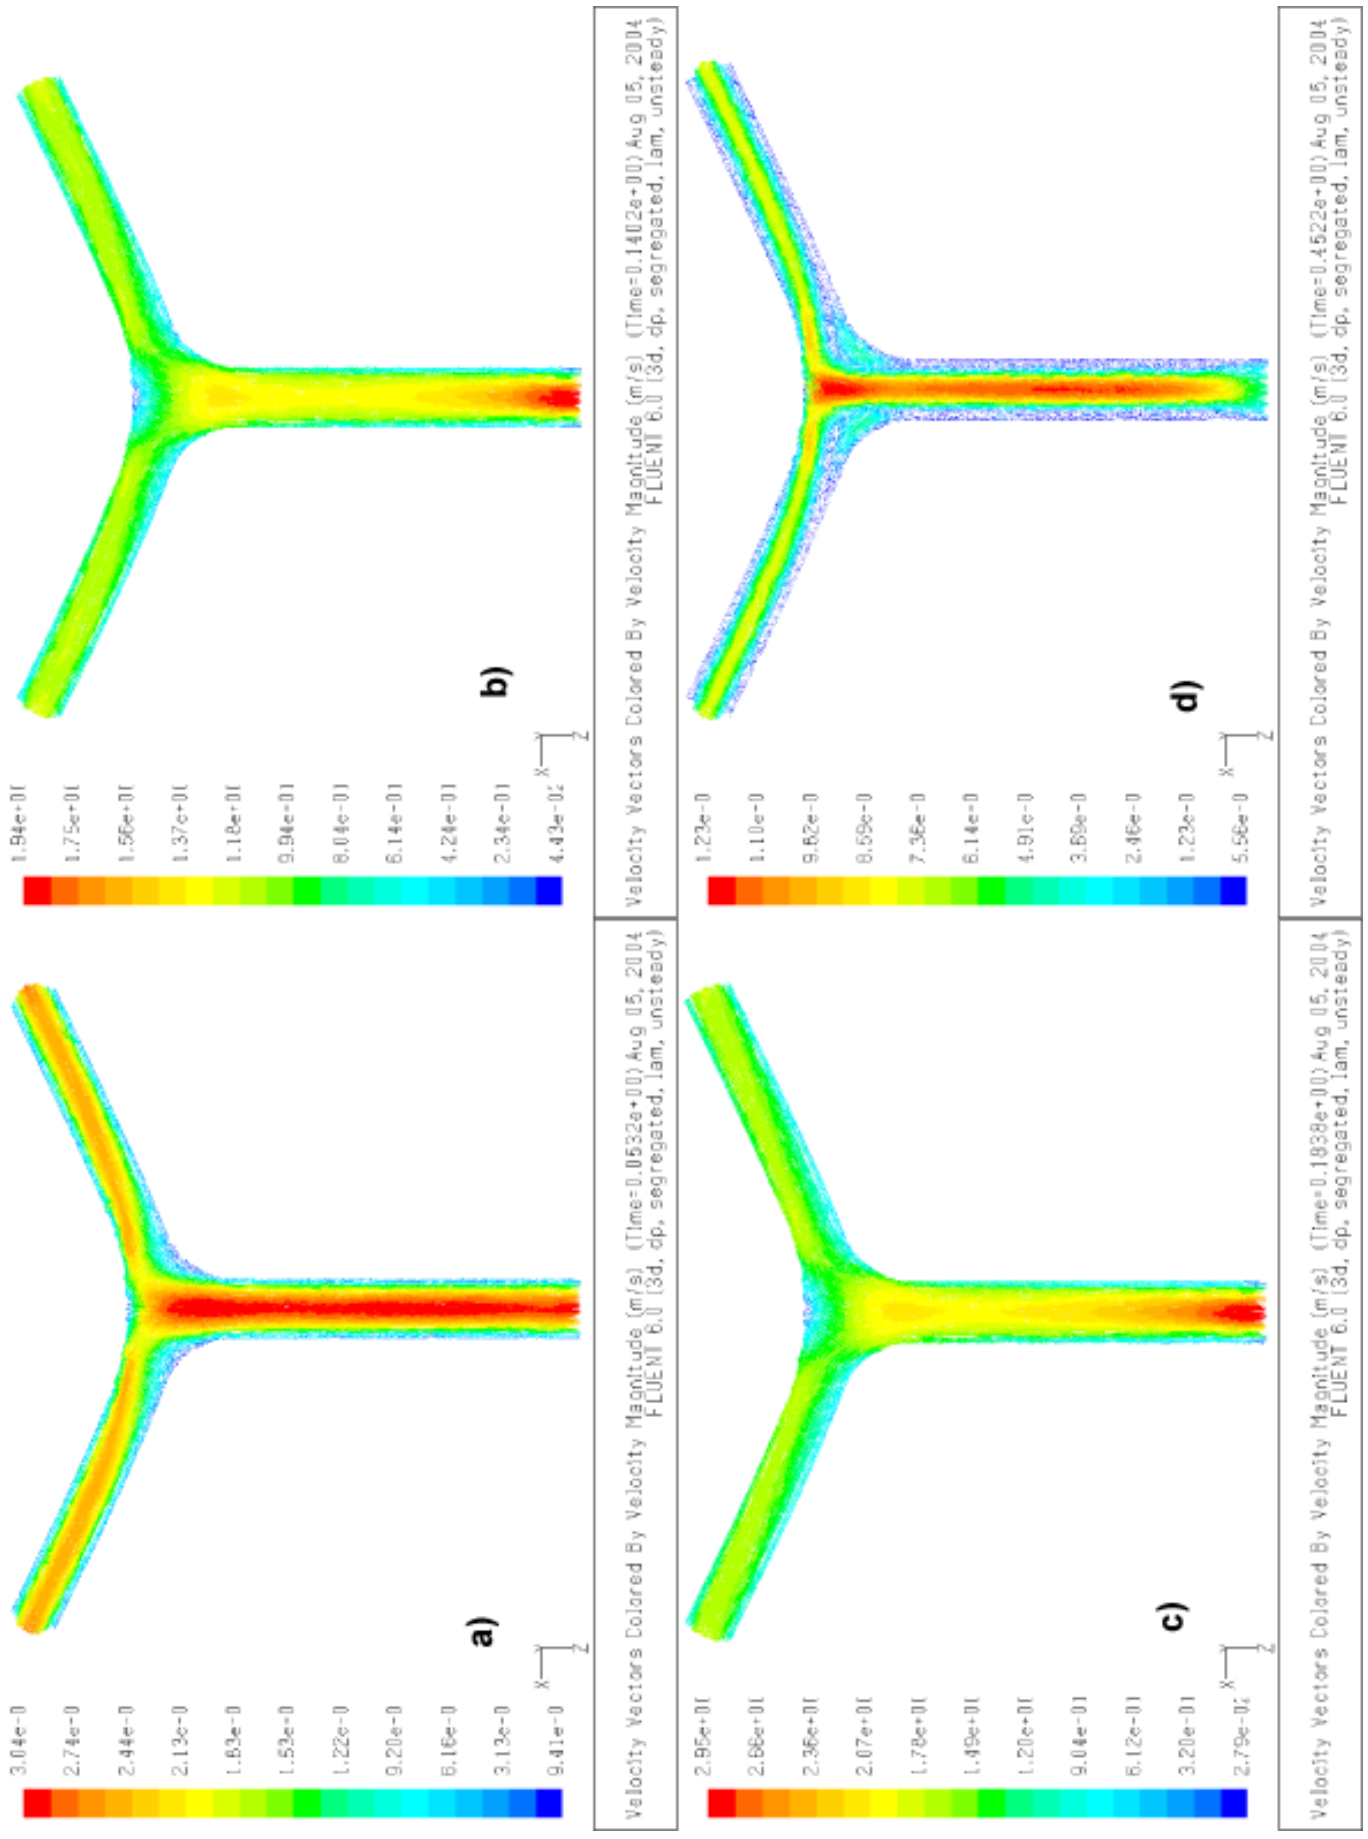 3.04e-0
2.74e-0
2.44e-0
2.13e-0
1.83e-0
1.53e-0
1.22e-0
9.20e-0
6.16e-0
3.13e-0
9.41e-0
X
Z
a)
Velocity Vectors Colored By Velocity Magnitude (m/s) (Time=0.0532e+00) Aug 05, 2004
FLUENT 6.0 (3d, dp, segregated, lam, unsteady)
1.94e+00
1.75e+00
1.56e+00
1.37e+00
1.18e+00
9.94e-01
8.04e-01
6.14e-01
4.24e-01
2.34e-01
4.43e-02
X
Y
Z
b)
Velocity Vectors Colored By Velocity Magnitude (m/s) (Time=0.1402e+00) Aug 05, 2004
FLUENT 6.0 (3d, dp, segregated, lam, unsteady)
2.95e+00
2.66e+00
2.36e+00
2.07e+00
1.78e+00
1.49e+00
1.20e+00
9.04e-01
6.12e-01
3.20e-01
2.79e-02
X
Z
c)
Velocity Vectors Colored By Velocity Magnitude (m/s) (Time=0.1838e+00) Aug 05, 2004
FLUENT 6.0 (3d, dp, segregated, lam, unsteady)
1.23e-0
1.10e-0
9.82e-0
8.59e-0
7.36e-0
6.14e-0
4.91e-0
3.69e-0
2.46e-0
1.23e-0
5.56e-0
X
Y
Z
d)
Velocity Vectors Colored By Velocity Magnitude (m/s) (Time=0.4522e+00) Aug 05, 2004
FLUENT 6.0 (3d, dp, segregated, lam, unsteady)